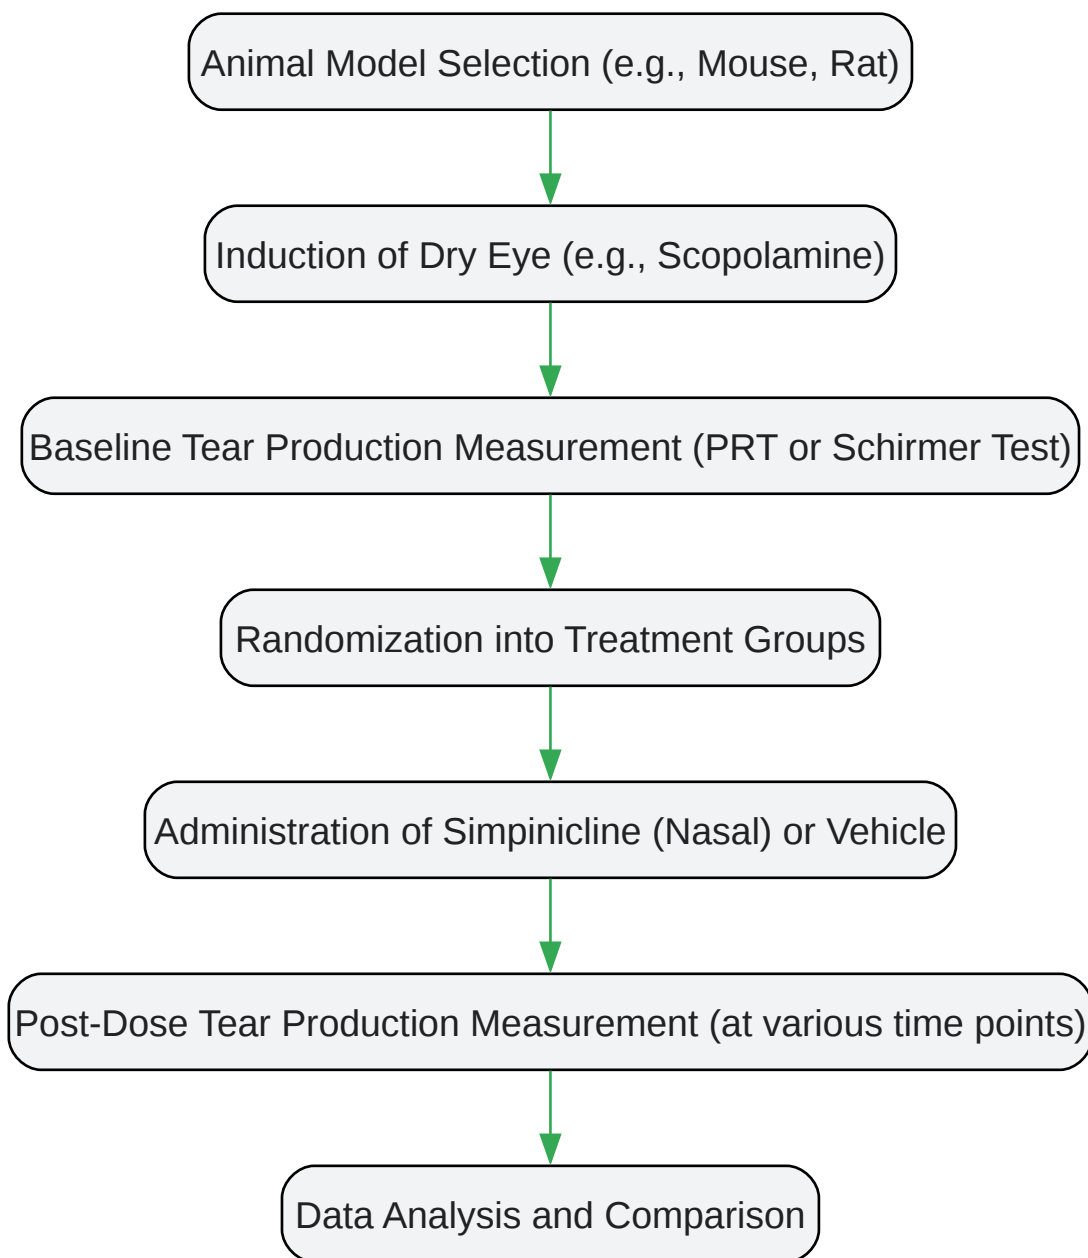 Animal Model Selection (e.g., Mouse, Rat)
Induction of Dry Eye (e.g., Scopolamine)
Baseline Tear Production Measurement (PRT or Schirmer Test)
Randomization into Treatment Groups
Administration of Simpinicline (Nasal) or Vehicle
Post-Dose Tear Production Measurement (at various time points)
Data Analysis and Comparison